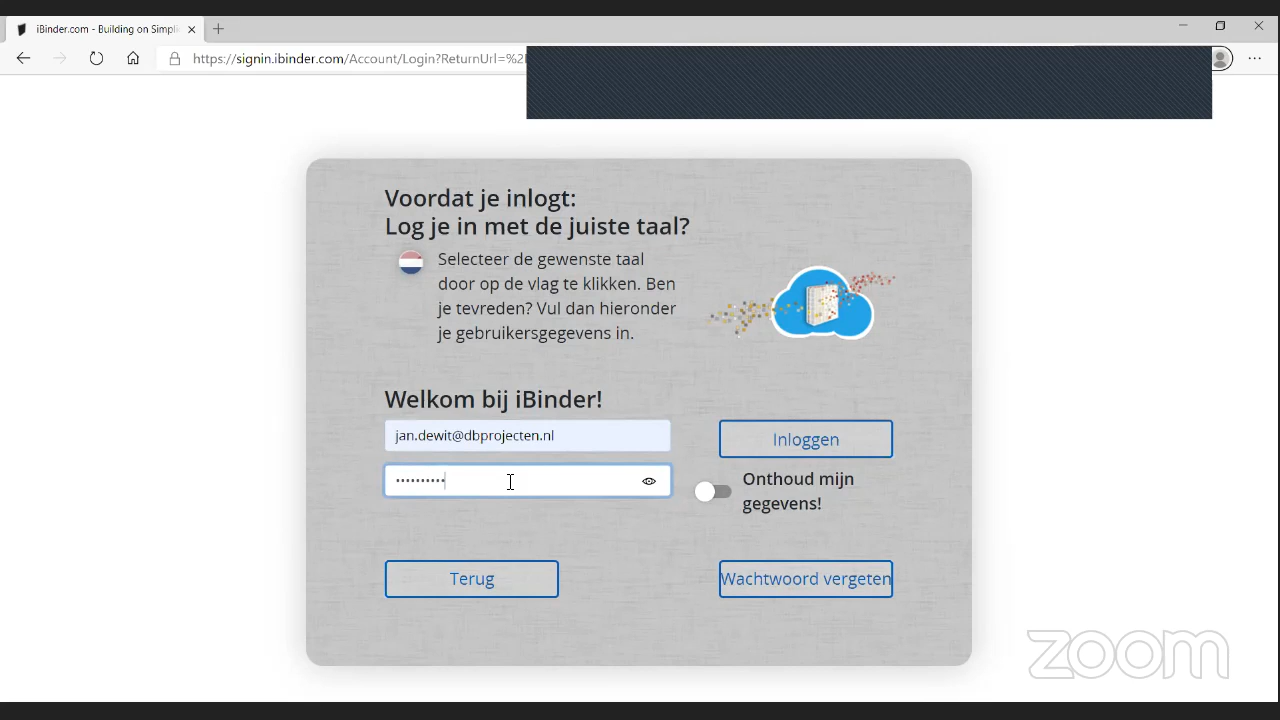 iBinder.com - Building on Simpli
https://signin.ibinder.com/Account/Login?ReturnUrl=%2
Voordat je inlogt:
Log je in met de juiste taal?
Selecteer de gewenste taal
door op de vlag te klikken. Ben
je tevreden? Vul dan hieronder
je gebruikersgegevens in.
Welkom bij iBinder!
jan.dewit@dbprojecten.nl
Inloggen
••••••••••
Onthoud mijn
gegevens!
Terug
Wachtwoord vergeten
zoom